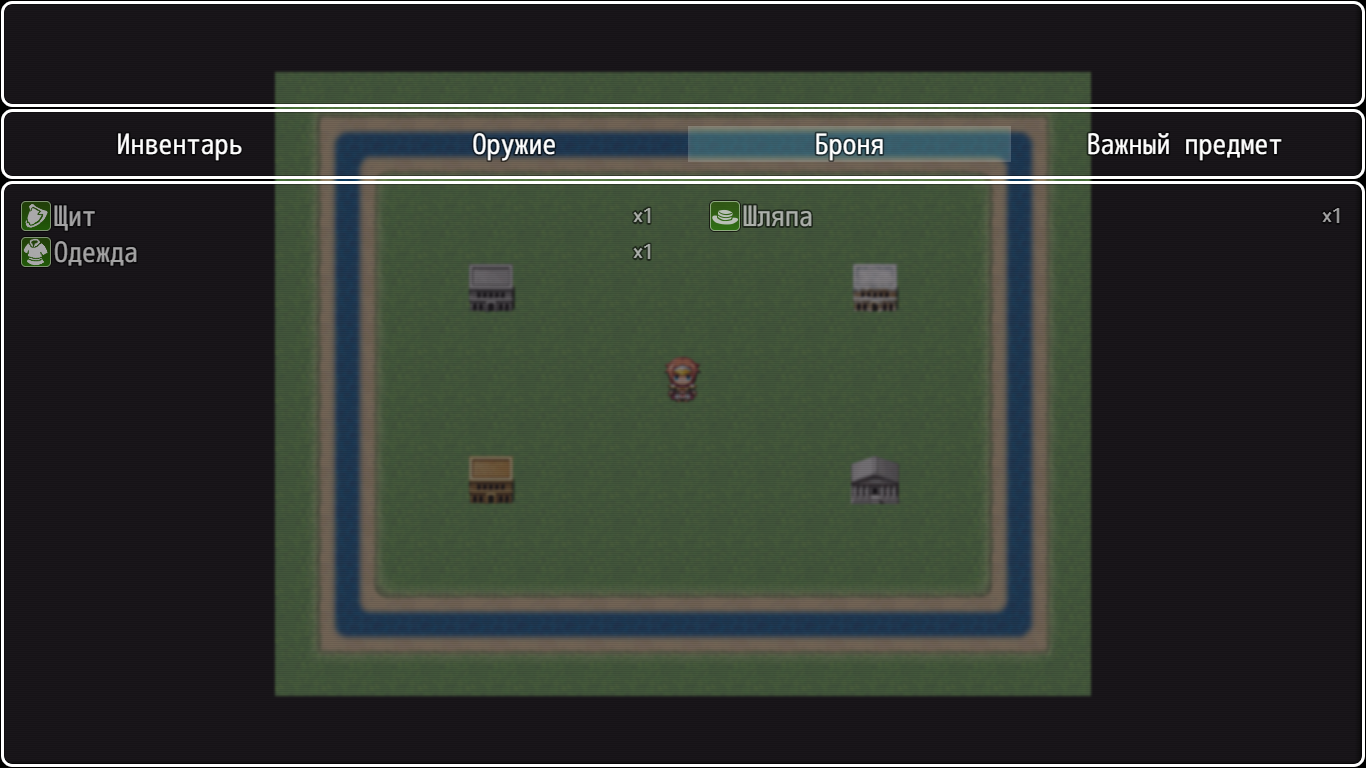 Инвентарь Оружие Броня Важный предмет
Щит x1 Шляпа x1
Одежда x1